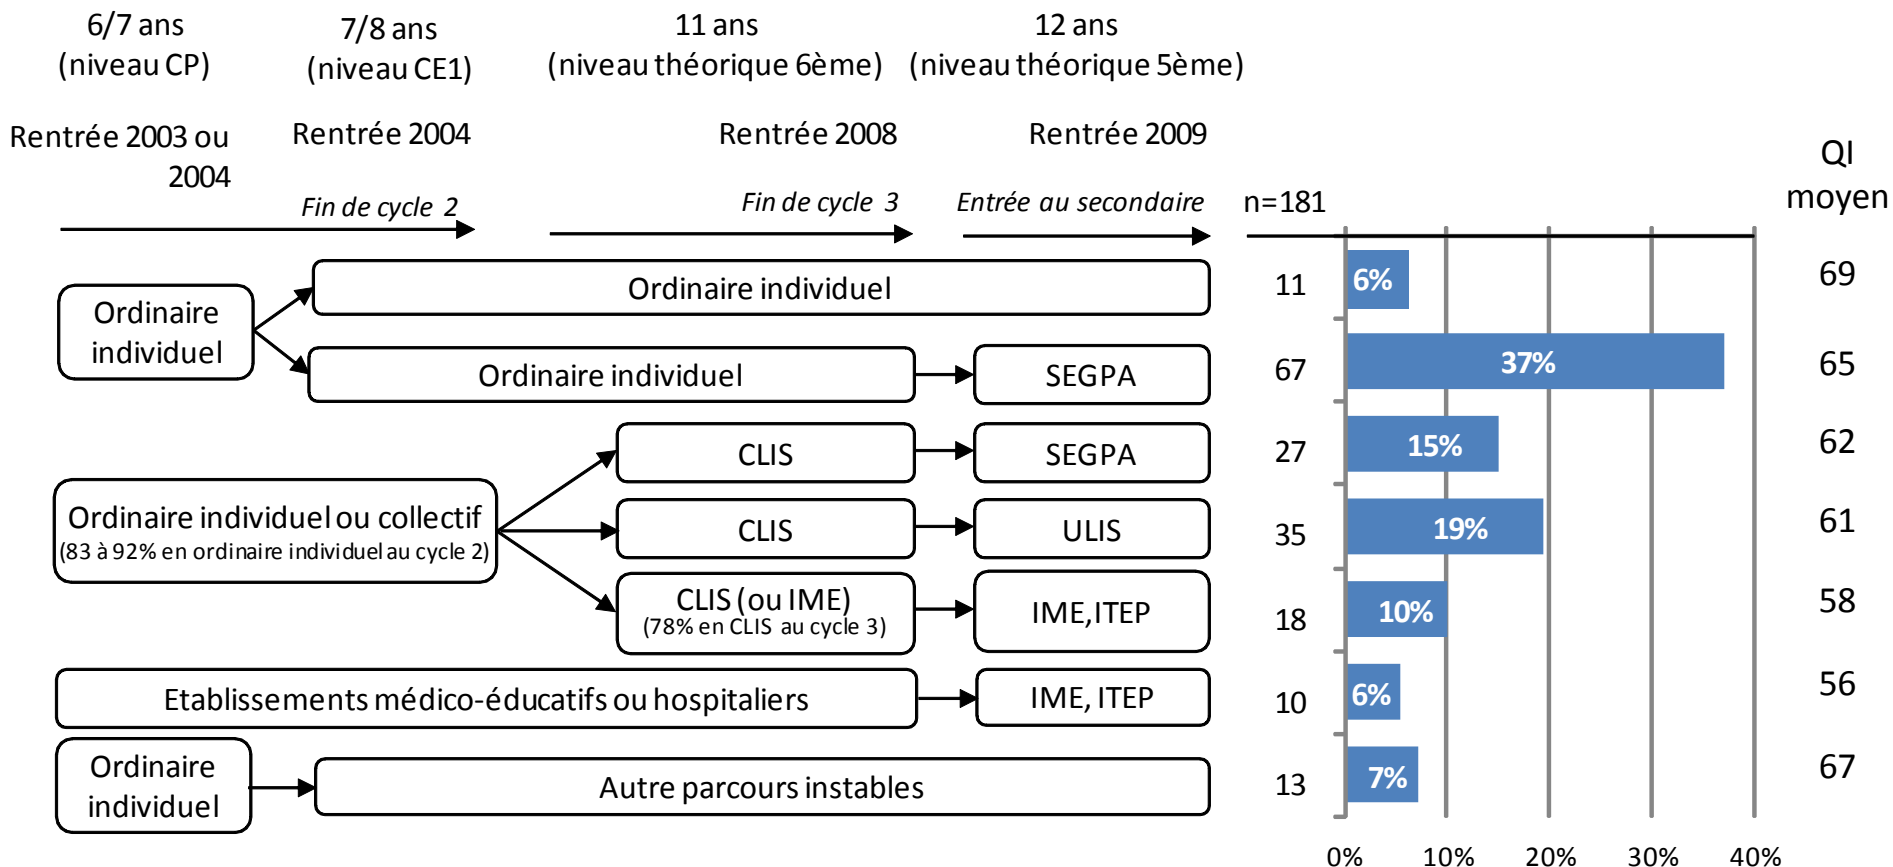 6/7 ans
(niveau CP)
7/8 ans
(niveau CE1)
11 ans
(niveau théorique 6ème)
12 ans
(niveau théorique 5ème)
Rentrée 2003 ou
2004
Rentrée 2004
Rentrée 2008
Rentrée 2009
QI
moyen
Fin de cycle 2
Fin de cycle 3
Entrée au secondaire
n=181
Ordinaire
individuel
Ordinaire individuel
11
6%
69
Ordinaire individuel
SEGPA
67
37%
65
Ordinaire individuel ou collectif
(83 à 92% en ordinaire individuel au cycle 2)
CLIS
SEGPA
27
15%
62
CLIS
ULIS
35
19%
61
CLIS (ou IME)
(78% en CLIS au cycle 3)
IME,ITEP
18
10%
58
Etablissements médico-éducatifs ou hospitaliers
IME, ITEP
10
6%
56
Ordinaire
individuel
Autre parcours instables
13
7%
67
0% 10% 20% 30% 40%